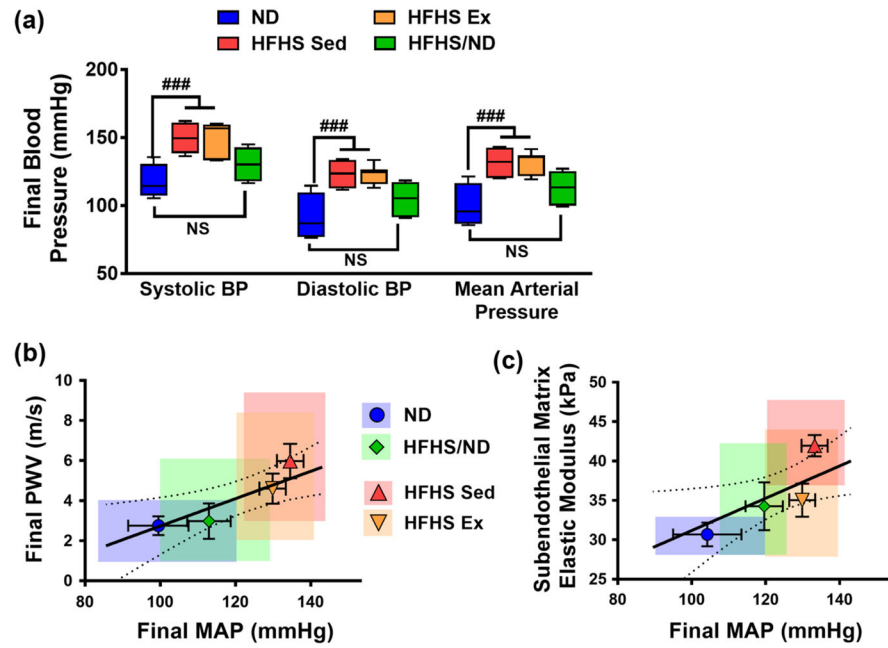 (a)
ND
HFHS Ex
HFHS Sed
HFHS/ND
Final Blood
Pressure (mmHg)
200
150
100
50
###
###
###
NS
NS
NS
Systolic BP
Diastolic BP
Mean Arterial
Pressure
(b)
Final PWV (m/s)
10
8
6
4
2
0
80
100
120
140
Final MAP (mmHg)
ND
HFHS/ND
HFHS Sed
HFHS Ex
(c)
Subendothelial Matrix
Elastic Modulus (kPa)
50
45
40
35
30
25
80
100
120
140
Final MAP (mmHg)